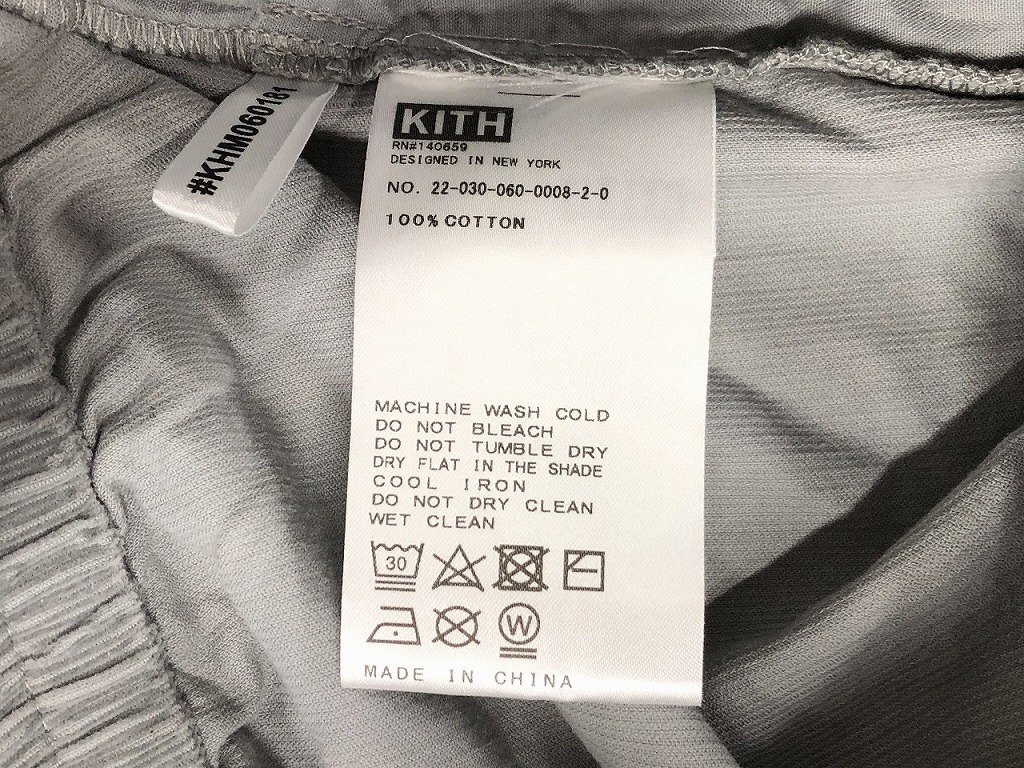 #KHM060181
KITH
RN#140659
DESIGNED IN NEW YORK
NO. 22-030-060-0008-2-0
100% COTTON
MACHINE WASH COLD
DO NOT BLEACH
DO NOT TUMBLE DRY
DRY FLAT IN THE SHADE
COOL IRON
DO NOT DRY CLEAN
WET CLEAN
30
W
MADE IN CHINA